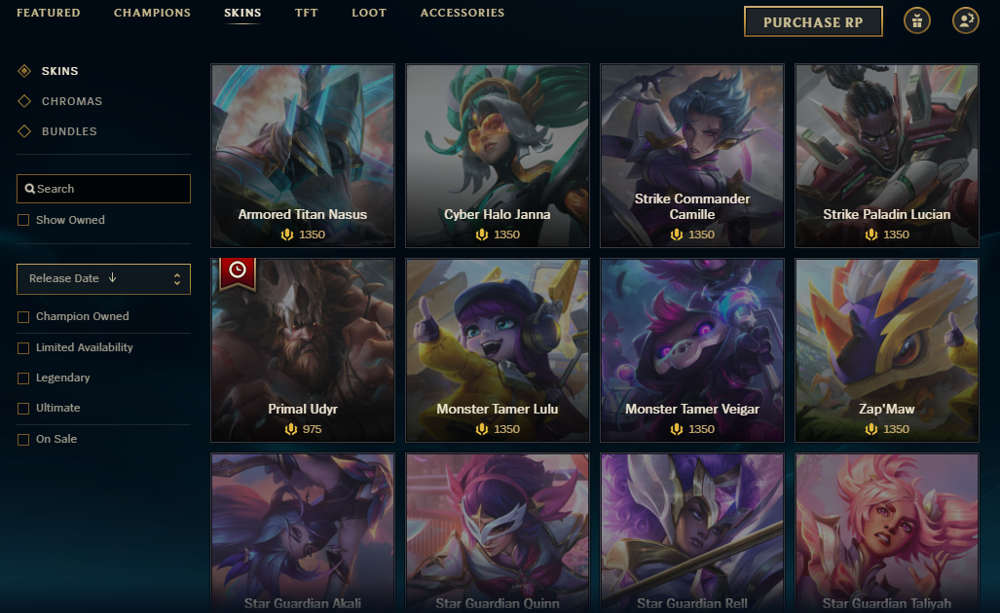 FEATURED CHAMPIONS SKINS TFT LOOT ACCESSORIES PURCHASE RP
SKINS
CHROMAS
BUNDLES
Search
Show Owned
Release Date ↓
Champion Owned
Limited Availability
Legendary
Ultimate
On Sale
Armored Titan Nasus
1350
Cyber Halo Janna
1350
Strike Commander
Camille
1350
Strike Paladin Lucian
1350
Primal Udyr
975
Monster Tamer Lulu
1350
Monster Tamer Veigar
1350
Zap'Maw
1350
Star Guardian Akali
Star Guardian Quinn
Star Guardian Rell
Star Guardian Taliyah